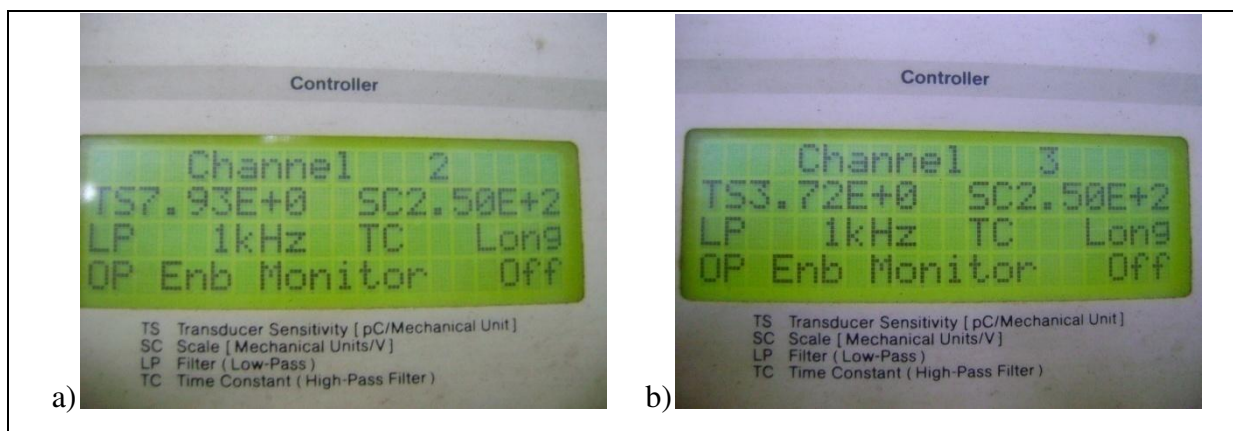 Controller
Channel 2
TS7.93E+0 SC2.50E+2
LP 1kHz TC Long
OP Enb Monitor Off
TS Transducer Sensitivity [pC/Mechanical Unit]
SC Scale [Mechanical Units/V]
LP Filter (Low-Pass)
TC Time Constant (High-Pass Filter)
a)
Controller
Channel 3
TS3.72E+0 SC2.50E+2
LP 1kHz TC Long
OP Enb Monitor Off
TS Transducer Sensitivity [pC/Mechanical Unit]
SC Scale [Mechanical Units/V]
LP Filter (Low-Pass)
TC Time Constant (High-Pass Filter)
b)